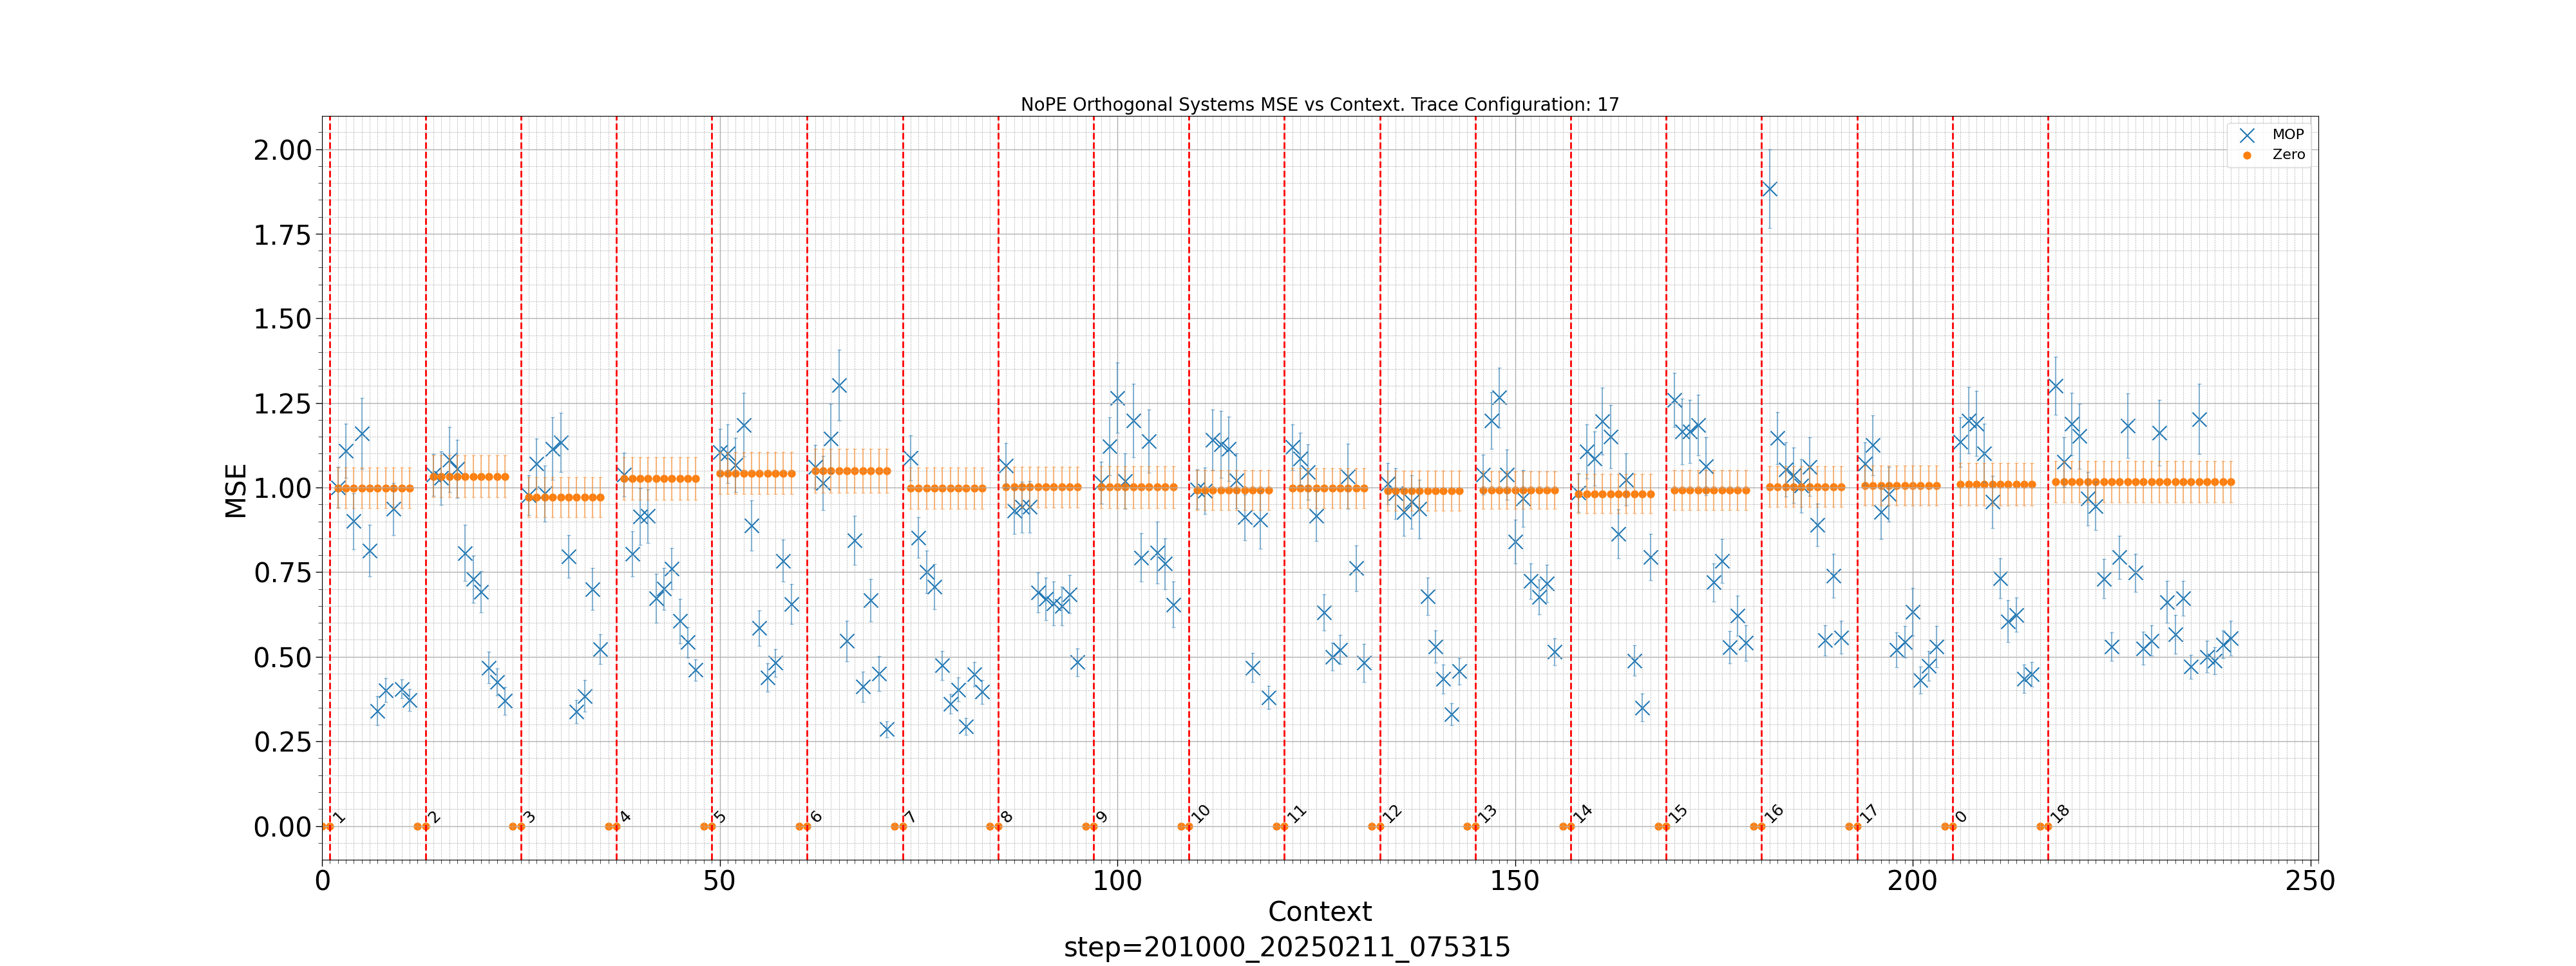 NoPE Orthogonal Systems MSE vs Context. Trace Configuration: 17
MOP
Zero
2.00
1.75
1.50
1.25
1.00
0.75
0.50
0.25
0.00
MSE
1 2 3 4 5 6 7 8 9 10 11 12 13 14 15 16 17 0 18
0 50 100 150 200 250
Context
step=201000_20250211_075315